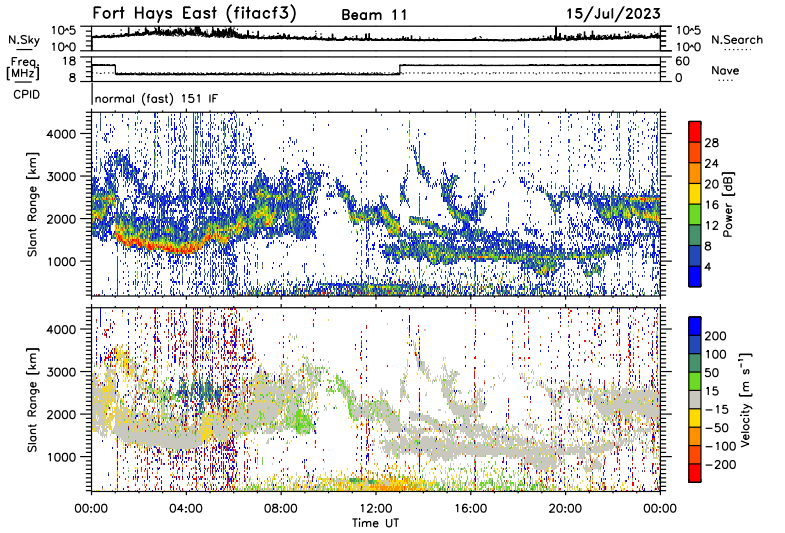 Fort Hays East (fitacf3) Beam 11 15/Jul/2023
N.Sky 10^5 10^0 10^5 10^0 N.Search
Freq. [MHz] 18 8 60 0 Nave
CPID normal (fast) 151 IF
Slant Range [km]
4000
3000
2000
1000
28
24
20
16
12
8
4
Power [dB]
Slant Range [km]
4000
3000
2000
1000
200
100
50
15
-15
-50
-100
-200
Velocity [m s⁻¹]
00:00 04:00 08:00 12:00 16:00 20:00 00:00
Time UT